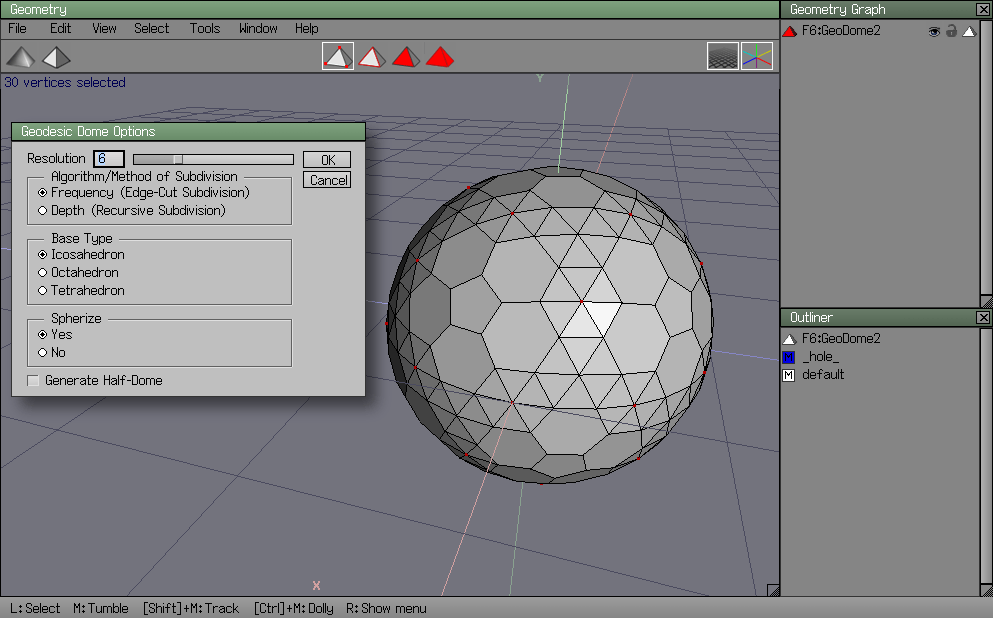 Geometry
File Edit View Select Tools Window Help
30 vertices selected
Y
Geodesic Dome Options
Resolution 6 OK
Algorithm/Method of Subdivision Cancel
Frequency (Edge-Cut Subdivision)
Depth (Recursive Subdivision)
Base Type
Icosahedron
Octahedron
Tetrahedron
Spherize
Yes
No
Generate Half-Dome
X
L:Select M:Tumble [Shift]+M:Track [Ctrl]+M:Dolly R:Show menu
Geometry Graph
F6:GeoDome2
Outliner
F6:GeoDome2
M _hole_
M default